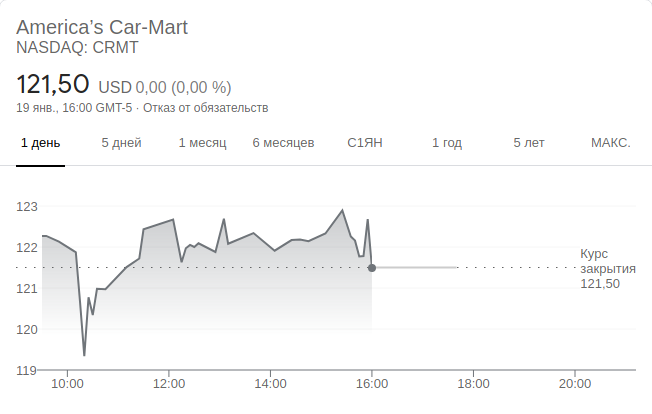 America’s Car-Mart
NASDAQ: CRMT
121,50 USD 0,00 (0,00 %)
19 янв., 16:00 GMT-5 · Отказ от обязательств
1 день 5 дней 1 месяц 6 месяцев С1ЯН 1 год 5 лет МАКС.
123
122
121
120
119
Курс
закрытия
121,50
10:00 12:00 14:00 16:00 18:00 20:00